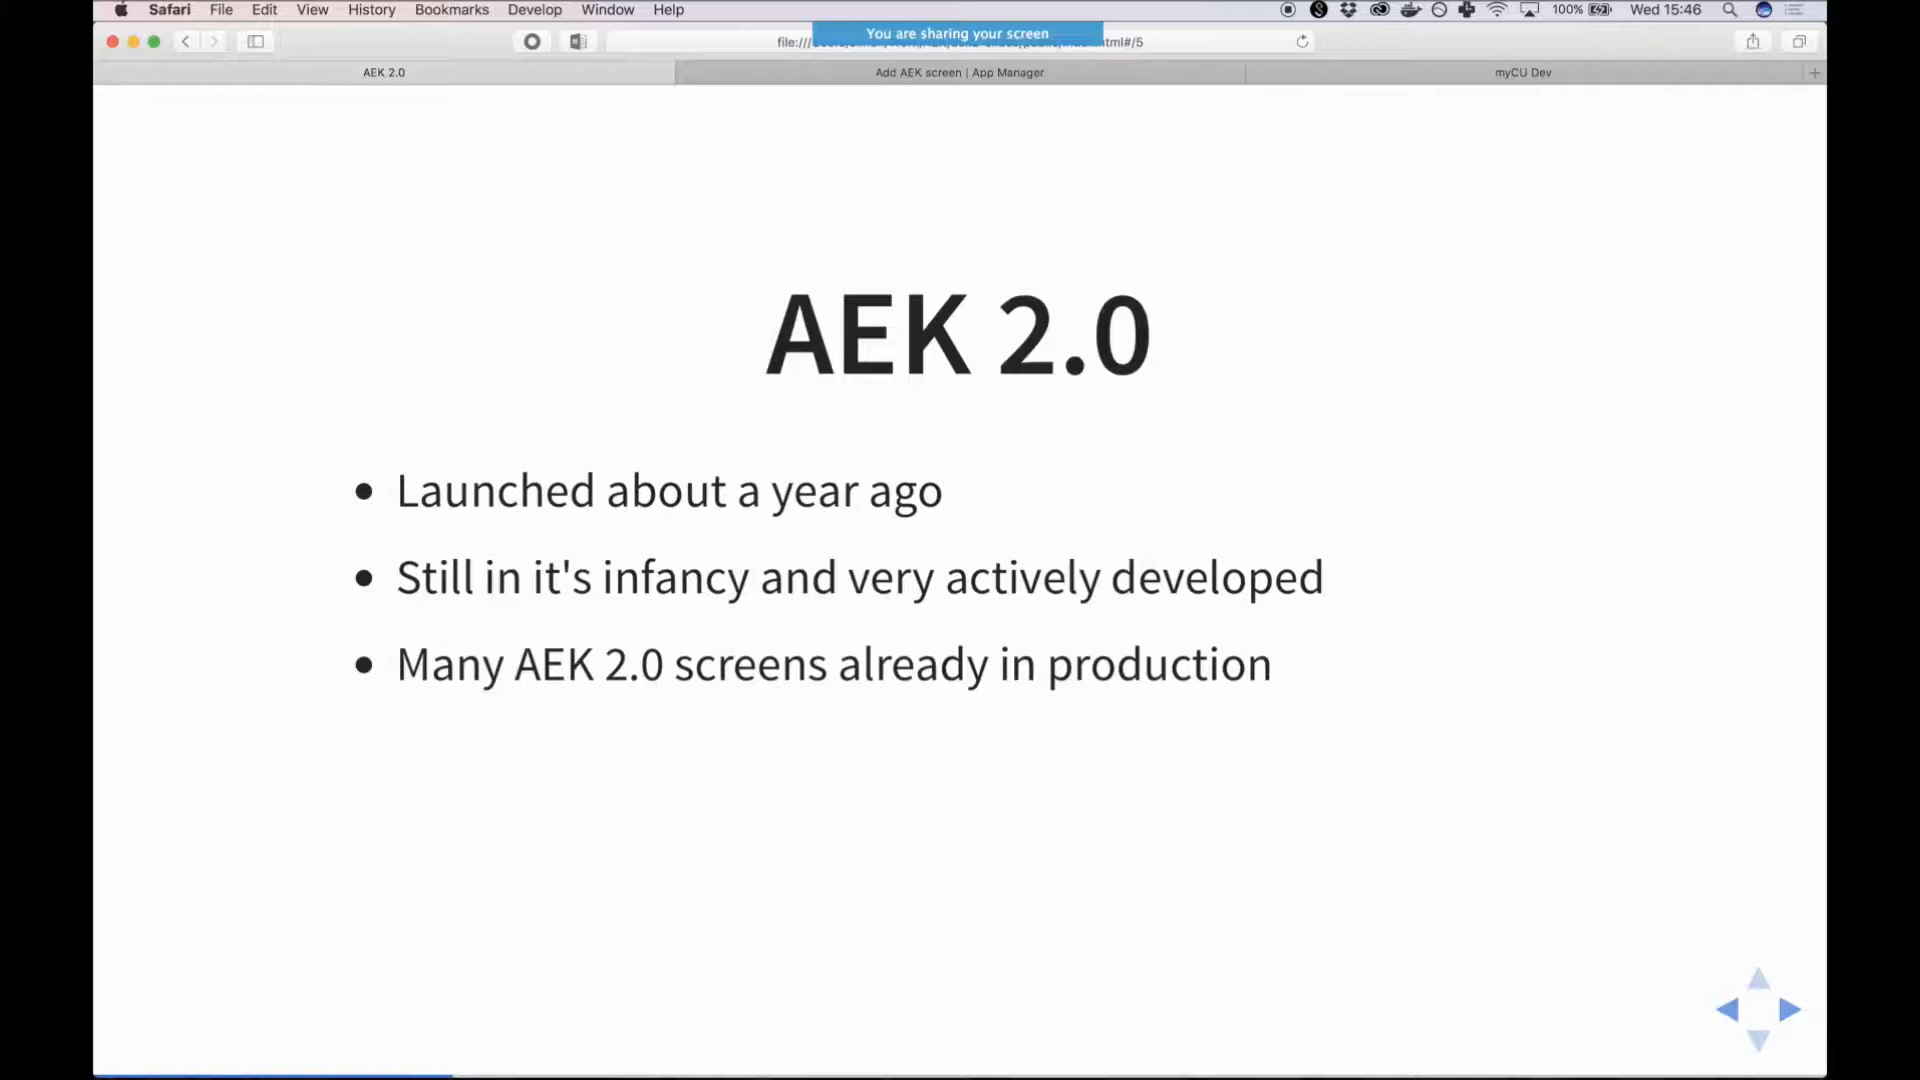 Safari File Edit View History Bookmarks Develop Window Help 100% Wed 15:46
You are sharing your screen
file:/// tml#/5
AEK 2.0 Add AEK screen | App Manager myCU Dev
AEK 2.0
• Launched about a year ago
• Still in it's infancy and very actively developed
• Many AEK 2.0 screens already in production